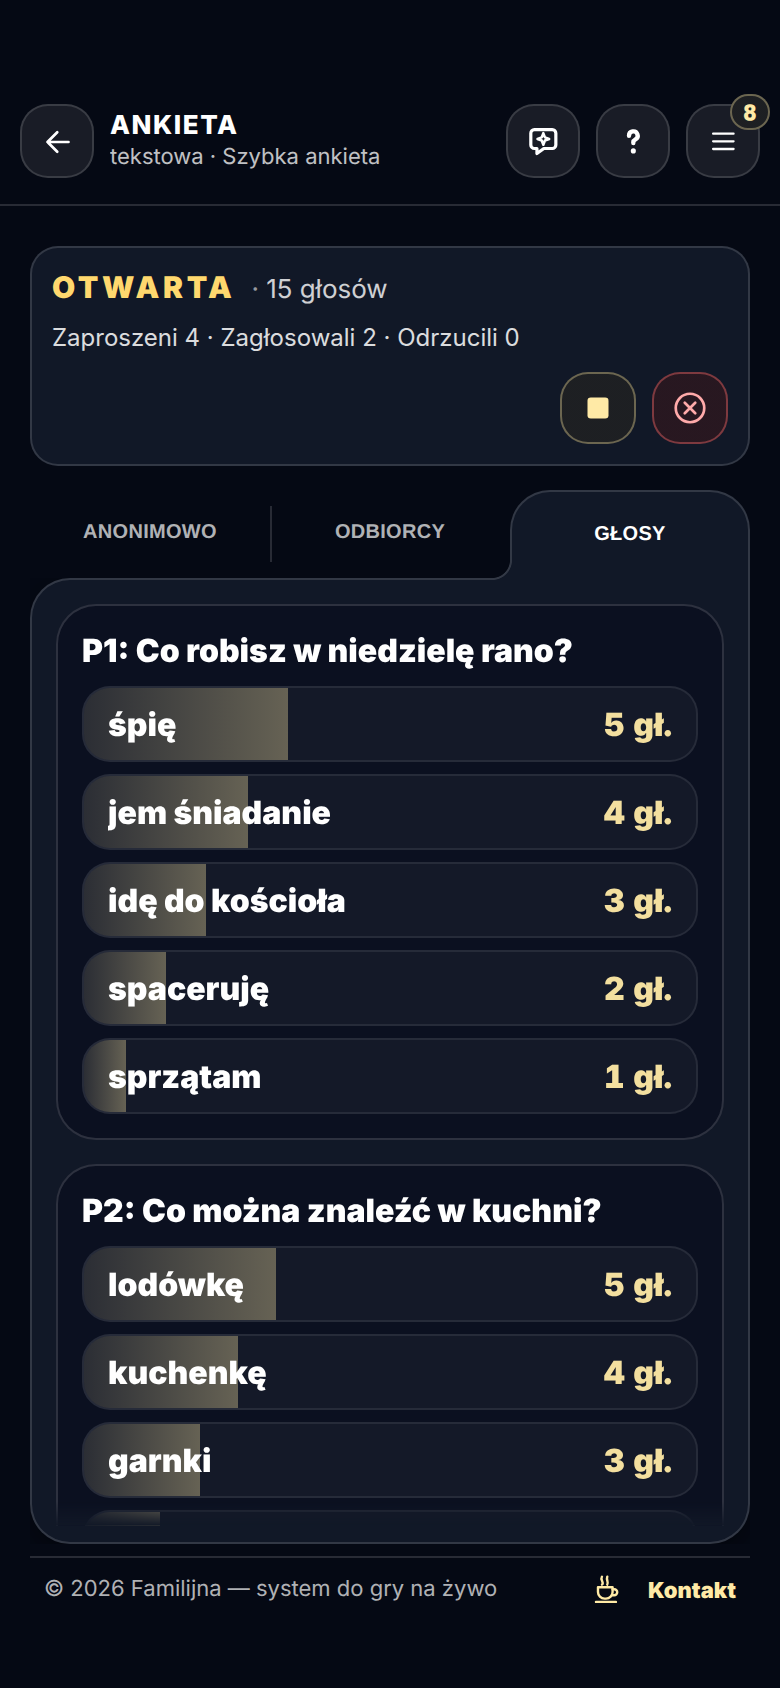 ANKIETA
tekstowa · Szybka ankieta
?
8
OTWARTA · 15 głosów
Zaproszeni 4 · Zagłosowali 2 · Odrzucili 0
ANONIMOWO
ODBIORCY
GŁOSY
P1: Co robisz w niedzielę rano?
śpię 5 gł.
jem śniadanie 4 gł.
idę do kościoła 3 gł.
spaceruję 2 gł.
sprzątam 1 gł.
P2: Co można znaleźć w kuchni?
lodówkę 5 gł.
kuchenkę 4 gł.
garnki 3 gł.
© 2026 Familijna — system do gry na żywo
Kontakt